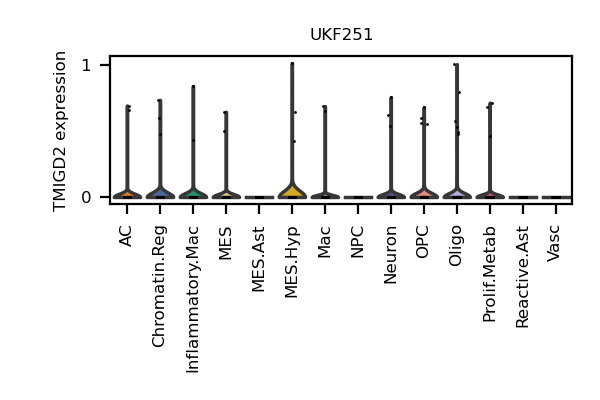 UKF251
TMIGD2 expression
1
0
AC
Chromatin.Reg
Inflammatory.Mac
MES
MES.Ast
MES.Hyp
Mac
NPC
Neuron
OPC
Oligo
Prolif.Metab
Reactive.Ast
Vasc